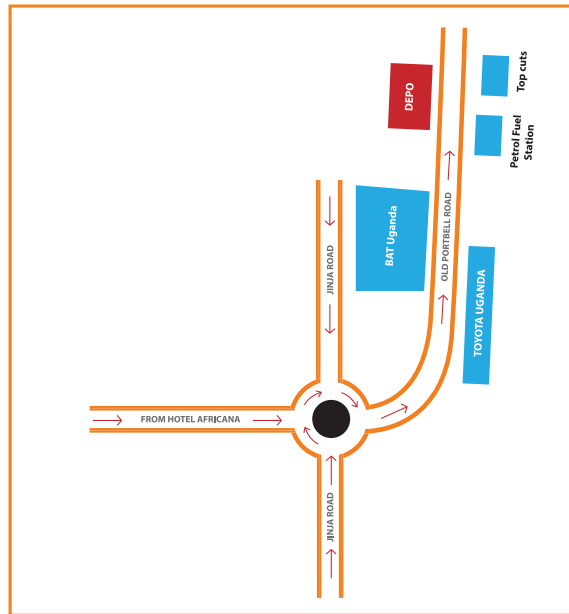 Top cuts
DEPO
Petrol Fuel
Station
BAT Uganda
OLD PORTBELL ROAD
JINJA ROAD
TOYOTA UGANDA
FROM HOTEL AFRICANA
JINJA ROAD